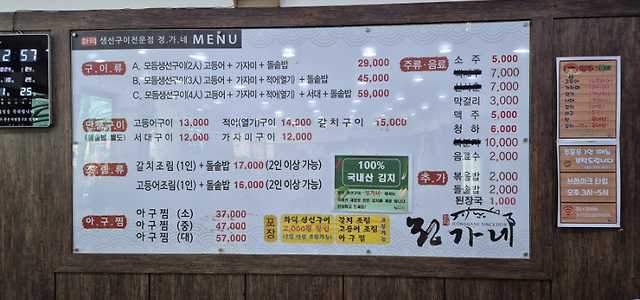 생선구이전문점 정.가.네 MENU
구.이.류
A. 모듬생선구이(2人) 고등어 + 가자미 + 돌솥밥 29,000
B. 모듬생선구이(3人) 고등어 + 가자미 + 적어(열기) + 돌솥밥 45,000
C. 모듬생선구이(4人) 고등어 + 가자미 + 적어(열기) + 서대 + 돌솥밥 59,000
고등어구이 13,000 적어(열기)구이 14,000 갈치구이 15,000
서대구이 12,000 가자미구이 12,000
갈치조림(1인) + 돌솥밥 17,000 (2인 이상 가능)
고등어조림(1인) + 돌솥밥 16,000 (2인 이상 가능)
아.구.찜
아구찜 (소) 37,000
아구찜 (중) 47,000
아구찜 (대) 57,000
포장
생선구이 2,000원 할인
갈치조림
고등어조림
아구찜
100%
국내산 김치
주류·음료
소주 5,000
7,000
7,000
막걸리 3,000
맥주 5,000
청하 6,000
10,000
음료수 2,000
추.가
볶음밥 2,000
돌솥밥 2,000
된장국 1,000
정가네
브레이크 타임
오후 3시-5시